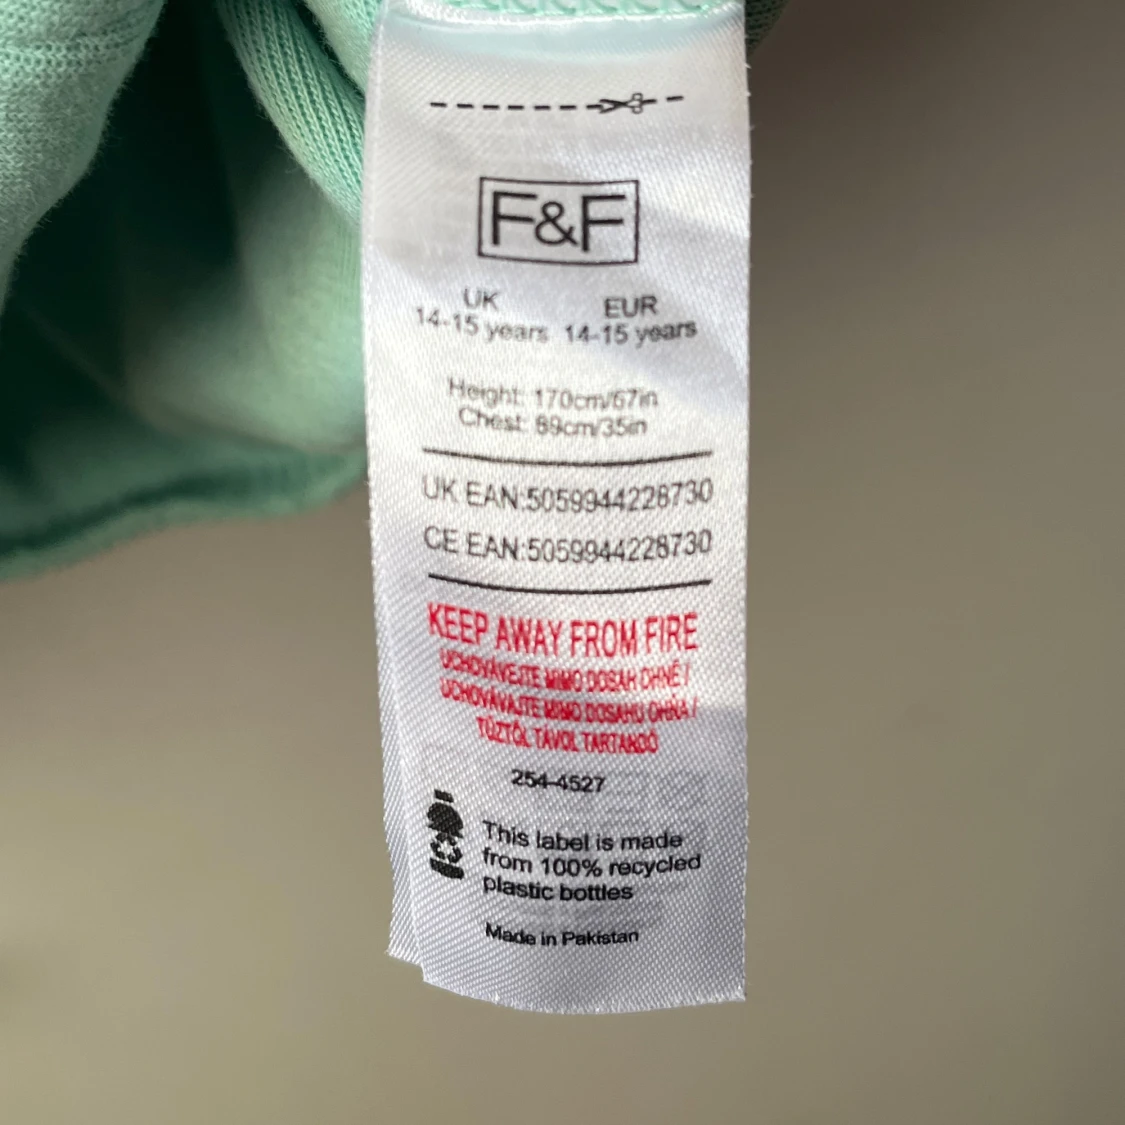 F&F
UK EUR
14-15 years 14-15 years
Height: 170cm/67in
Chest: 89cm/35in
UK EAN:5059944228730
CE EAN:5059944228730
KEEP AWAY FROM FIRE
UCHOVÁVEJTE MIMO DOSAH OHNĚ /
UCHOVÁVAJTE MIMO DOSAHU OHŇA /
TŰZTŐL TÁVOL TARTANDÓ
254-4527
This label is made
from 100% recycled
plastic bottles
Made in Pakistan